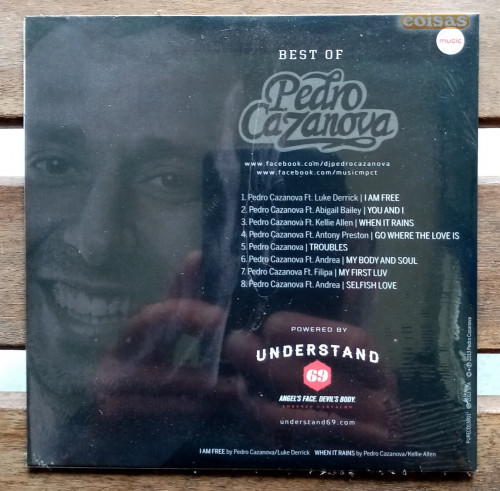 coisas
music
BEST OF
Pedro
Cazanova
www.facebook.com/djpedrocazanova
www.facebook.com/musicmpct
1. Pedro Cazanova Ft. Luke Derrick | I AM FREE
2. Pedro Cazanova Ft. Abigail Bailey | YOU AND I
3. Pedro Cazanova Ft. Kellie Allen | WHEN IT RAINS
4. Pedro Cazanova Ft. Antony Preston | GO WHERE THE LOVE IS
5. Pedro Cazanova | TROUBLES
6. Pedro Cazanova Ft. Andrea | MY BODY AND SOUL
7. Pedro Cazanova Ft. Filipa | MY FIRST LUV
8. Pedro Cazanova Ft. Andrea | SELFISH LOVE
POWERED BY
UNDERSTAND
69
ANGEL'S FACE. DEVIL'S BODY.
LORENZO CARVALHO
understand69.com
I AM FREE by Pedro Cazanova/Luke Derrick WHEN IT RAINS by Pedro Cazanova/Kellie Allen
Pedro Cazanova